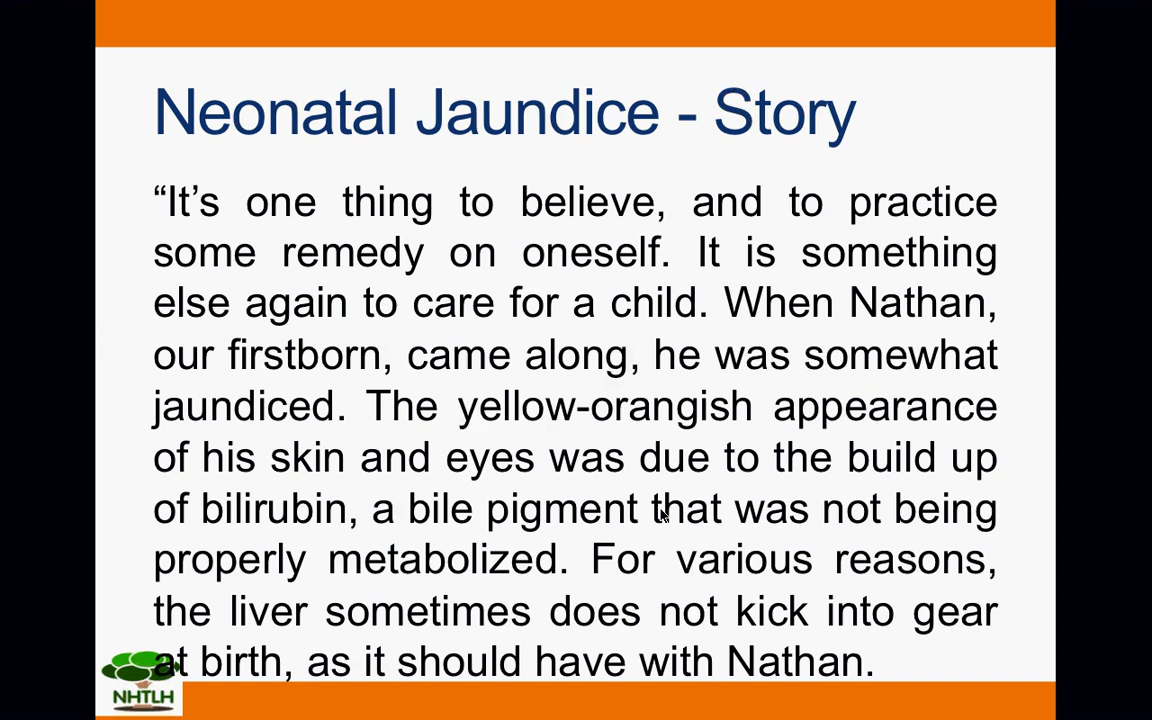 Neonatal Jaundice - Story
“It’s one thing to believe, and to practice
some remedy on oneself. It is something
else again to care for a child. When Nathan,
our firstborn, came along, he was somewhat
jaundiced. The yellow-orangish appearance
of his skin and eyes was due to the build up
of bilirubin, a bile pigment that was not being
properly metabolized. For various reasons,
the liver sometimes does not kick into gear
at birth, as it should have with Nathan.
NHTLH